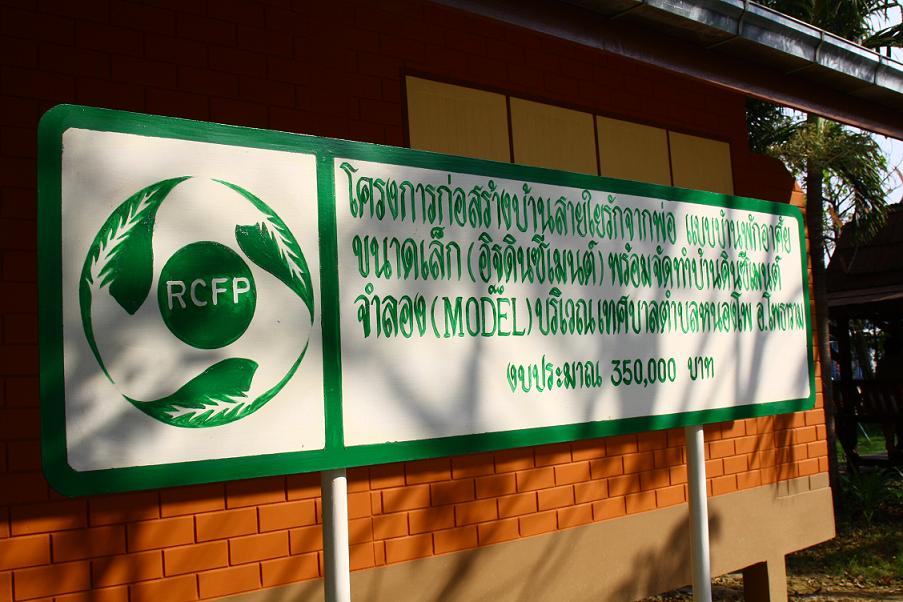 RCFP
โครงการก่อสร้างบ้านสายใยรักจากพ่อ แบบบ้านพักอาศัย
ขนาดเล็ก (อิฐดินซีเมนต์) พร้อมจัดทำบ้านดินซีเมนต์
จำลอง (MODEL) บริเวณเทศบาลตำบลหนองโพ อ.โพธาราม
งบประมาณ 350,000 บาท